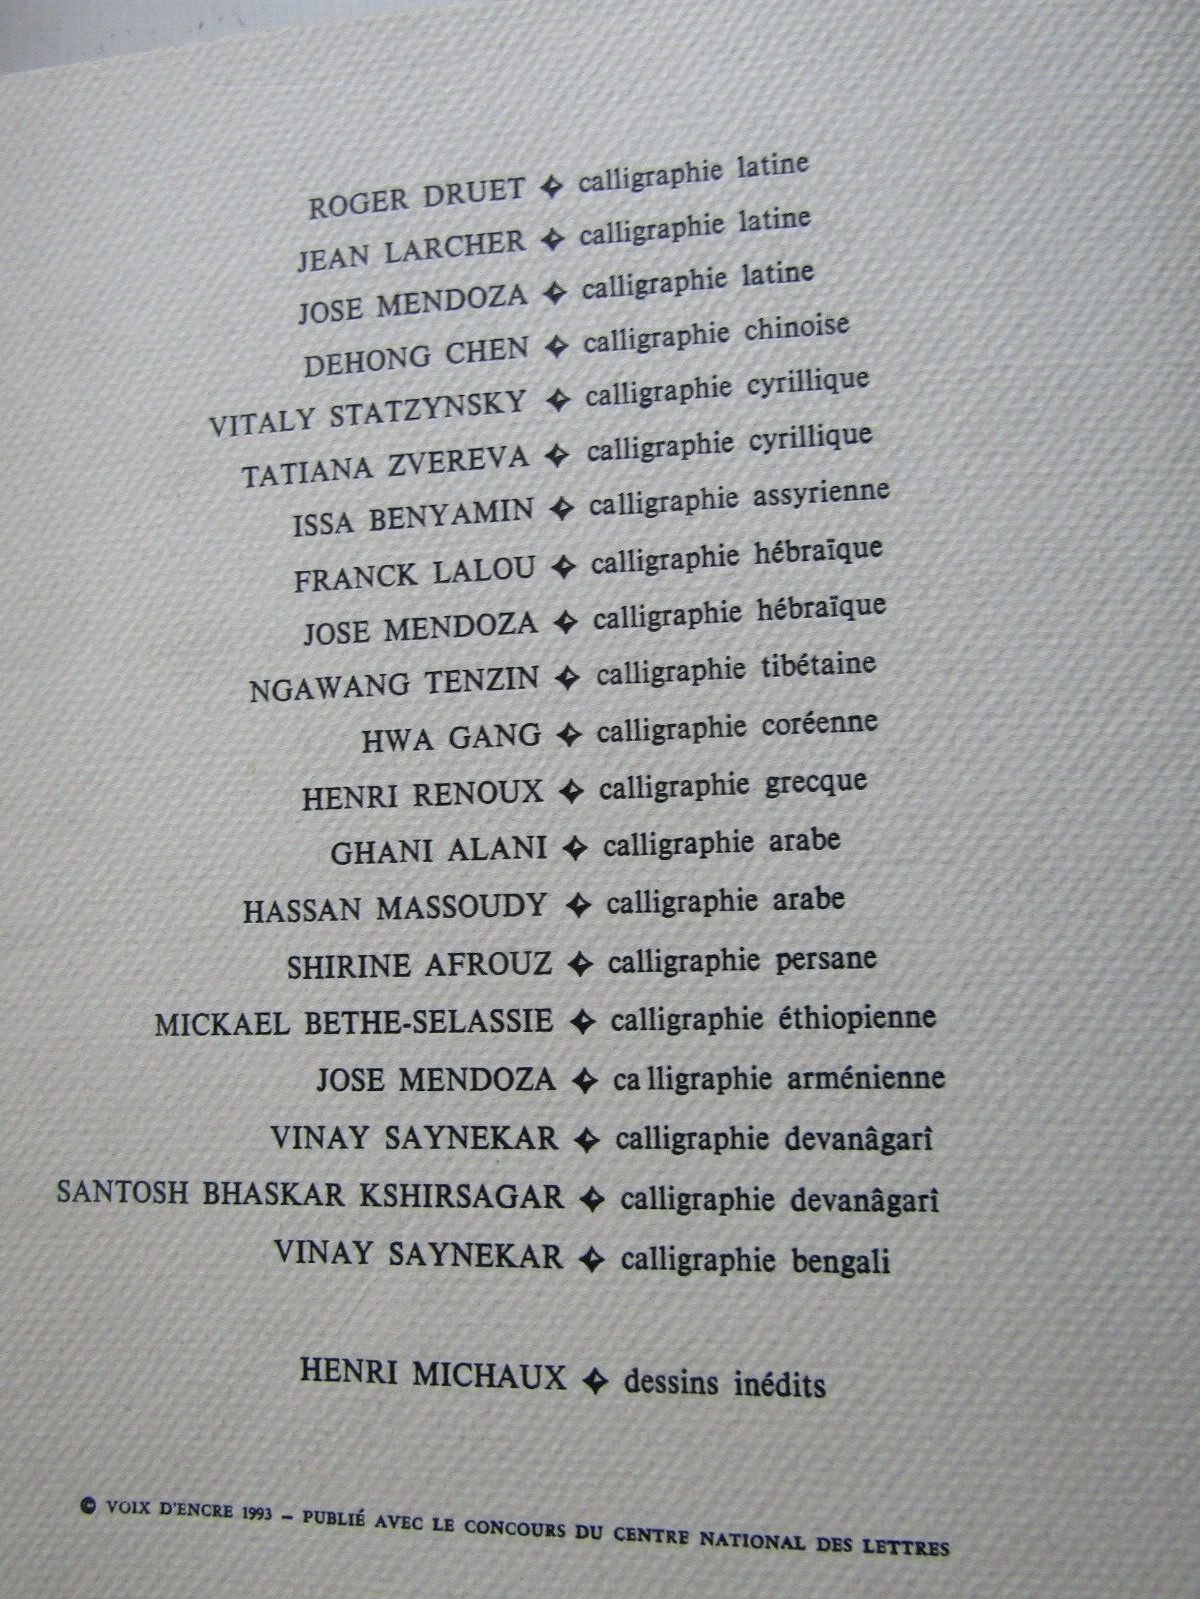 ROGER DRUET ✦ calligraphie latine
JEAN LARCHER ✦ calligraphie latine
JOSE MENDOZA ✦ calligraphie latine
DEHONG CHEN ✦ calligraphie chinoise
VITALY STATZYNSKY ✦ calligraphie cyrillique
TATIANA ZVEREVA ✦ calligraphie cyrillique
ISSA BENYAMIN ✦ calligraphie assyrienne
FRANCK LALOU ✦ calligraphie hébraïque
JOSE MENDOZA ✦ calligraphie hébraïque
NGAWANG TENZIN ✦ calligraphie tibétaine
HWA GANG ✦ calligraphie coréenne
HENRI RENOUX ✦ calligraphie grecque
GHANI ALANI ✦ calligraphie arabe
HASSAN MASSOUDY ✦ calligraphie arabe
SHIRINE AFROUZ ✦ calligraphie persane
MICKAEL BETHE-SELASSIE ✦ calligraphie éthiopienne
JOSE MENDOZA ✦ ca lligraphie arménienne
VINAY SAYNEKAR ✦ calligraphie devanâgarî
SANTOSH BHASKAR KSHIRSAGAR ✦ calligraphie devanâgarî
VINAY SAYNEKAR ✦ calligraphie bengali
HENRI MICHAUX ✦ dessins inédits
© VOIX D'ENCRE 1993 – PUBLIÉ AVEC LE CONCOURS DU CENTRE NATIONAL DES LETTRES